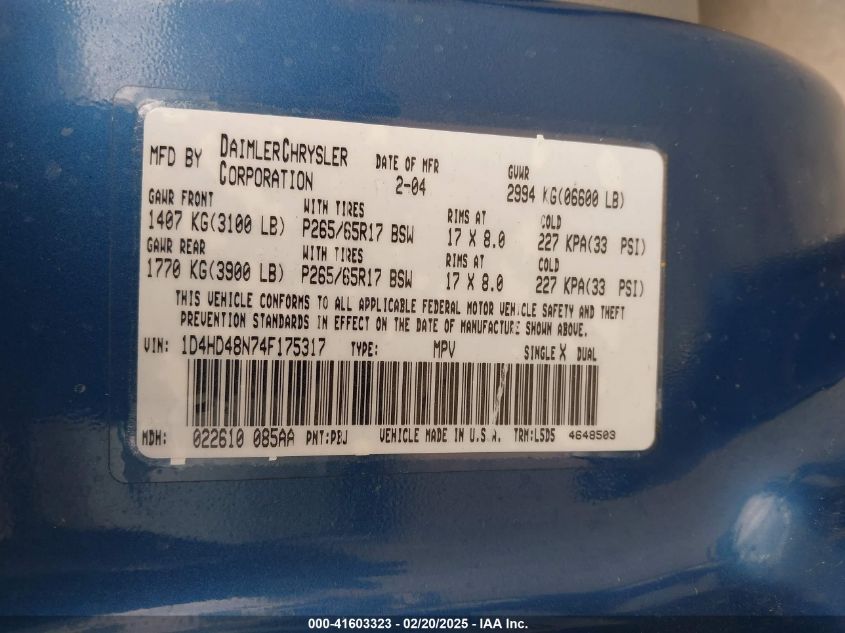 MFD BY DAIMLERCHRYSLER CORPORATION
DATE OF MFR 2-04
GVWR 2994 KG(06600 LB)
GAWR FRONT WITH TIRES RIMS AT COLD
1407 KG(3100 LB) P265/65R17 BSW 17 X 8.0 227 KPA(33 PSI)
GAWR REAR WITH TIRES RIMS AT COLD
1770 KG(3900 LB) P265/65R17 BSW 17 X 8.0 227 KPA(33 PSI)
THIS VEHICLE CONFORMS TO ALL APPLICABLE FEDERAL MOTOR VEHICLE SAFETY AND THEFT
PREVENTION STANDARDS IN EFFECT ON THE DATE OF MANUFACTURE SHOWN ABOVE.
VIN: 1D4HD48N74F175317 TYPE: MPV SINGLE X DUAL
MDH: 022610 085AA PNT:PBJ VEHICLE MADE IN U.S.A. TRM:L5D5 4648503
000-41603323 - 02/20/2025 - IAA Inc.